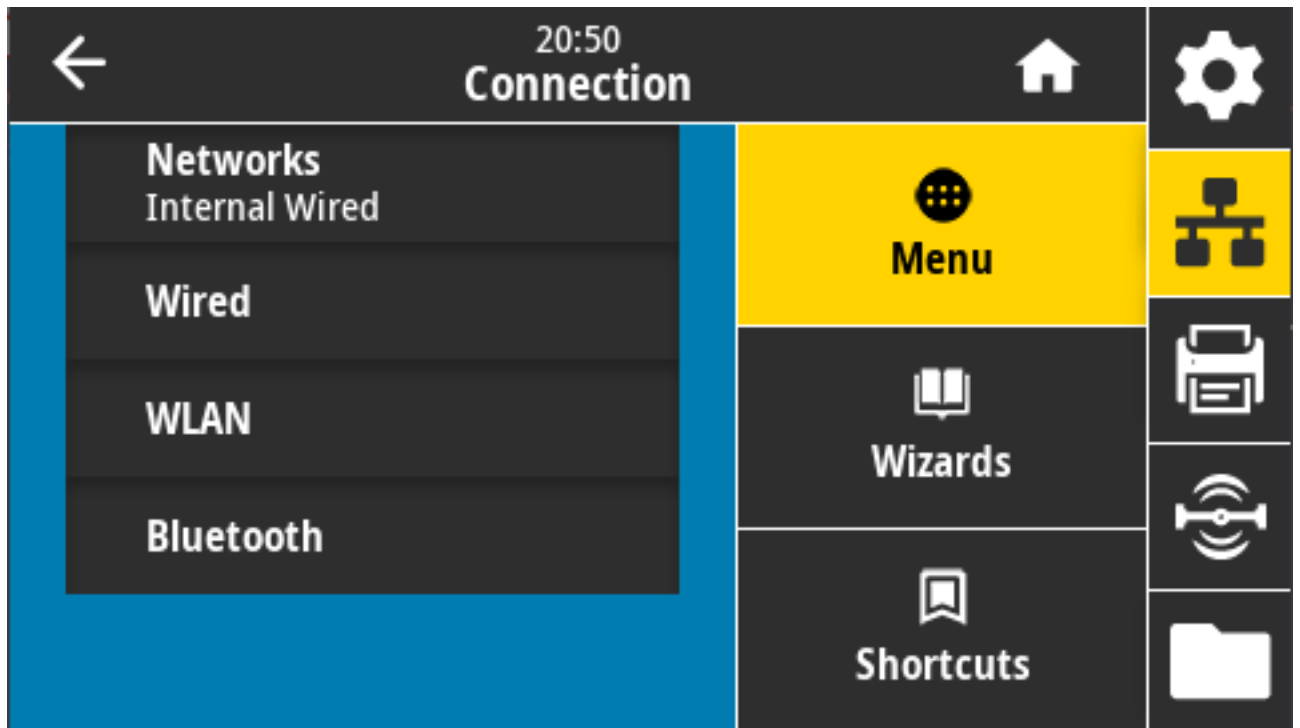 20:50
Connection
Networks
Internal Wired
Wired
WLAN
Bluetooth
Menu
Wizards
Shortcuts